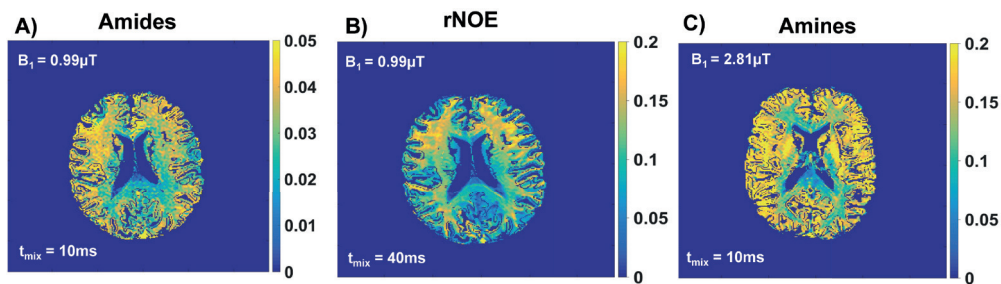 A) Amides
B₁ = 0.99µT
t_mix = 10ms
0.05
0.04
0.03
0.02
0.01
0
B) rNOE
B₁ = 0.99µT
t_mix = 40ms
0.2
0.15
0.1
0.05
0
C) Amines
B₁ = 2.81µT
t_mix = 10ms
0.2
0.15
0.1
0.05
0